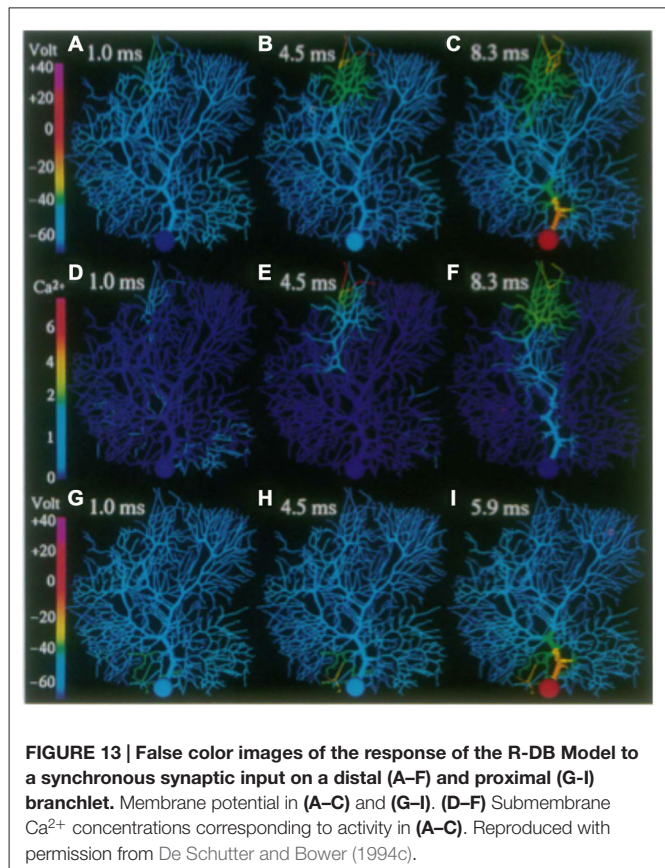 Volt A 1.0 ms B 4.5 ms C 8.3 ms
+40
+20
0
−20
−40
−60
Ca²⁺ D 1.0 ms E 4.5 ms F 8.3 ms
6
4
2
1
0
Volt G 1.0 ms H 4.5 ms I 5.9 ms
+40
+20
0
−20
−40
−60
FIGURE 13 | False color images of the response of the R-DB Model to
a synchronous synaptic input on a distal (A–F) and proximal (G-I)
branchlet. Membrane potential in (A–C) and (G–I). (D–F) Submembrane
Ca²⁺ concentrations corresponding to activity in (A–C). Reproduced with
permission from De Schutter and Bower (1994c).